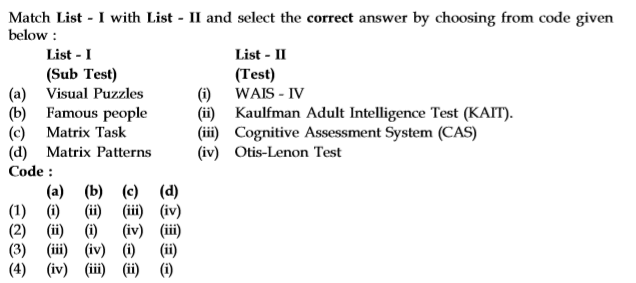 Match List - I with List - II and select the correct answer by choosing from code given
below :
List - I List - II
(Sub Test) (Test)
(a) Visual Puzzles (i) WAIS - IV
(b) Famous people (ii) Kaulfman Adult Intelligence Test (KAIT).
(c) Matrix Task (iii) Cognitive Assessment System (CAS)
(d) Matrix Patterns (iv) Otis-Lenon Test
Code :
(a) (b) (c) (d)
(1) (i) (ii) (iii) (iv)
(2) (ii) (i) (iv) (iii)
(3) (iii) (iv) (i) (ii)
(4) (iv) (iii) (ii) (i)